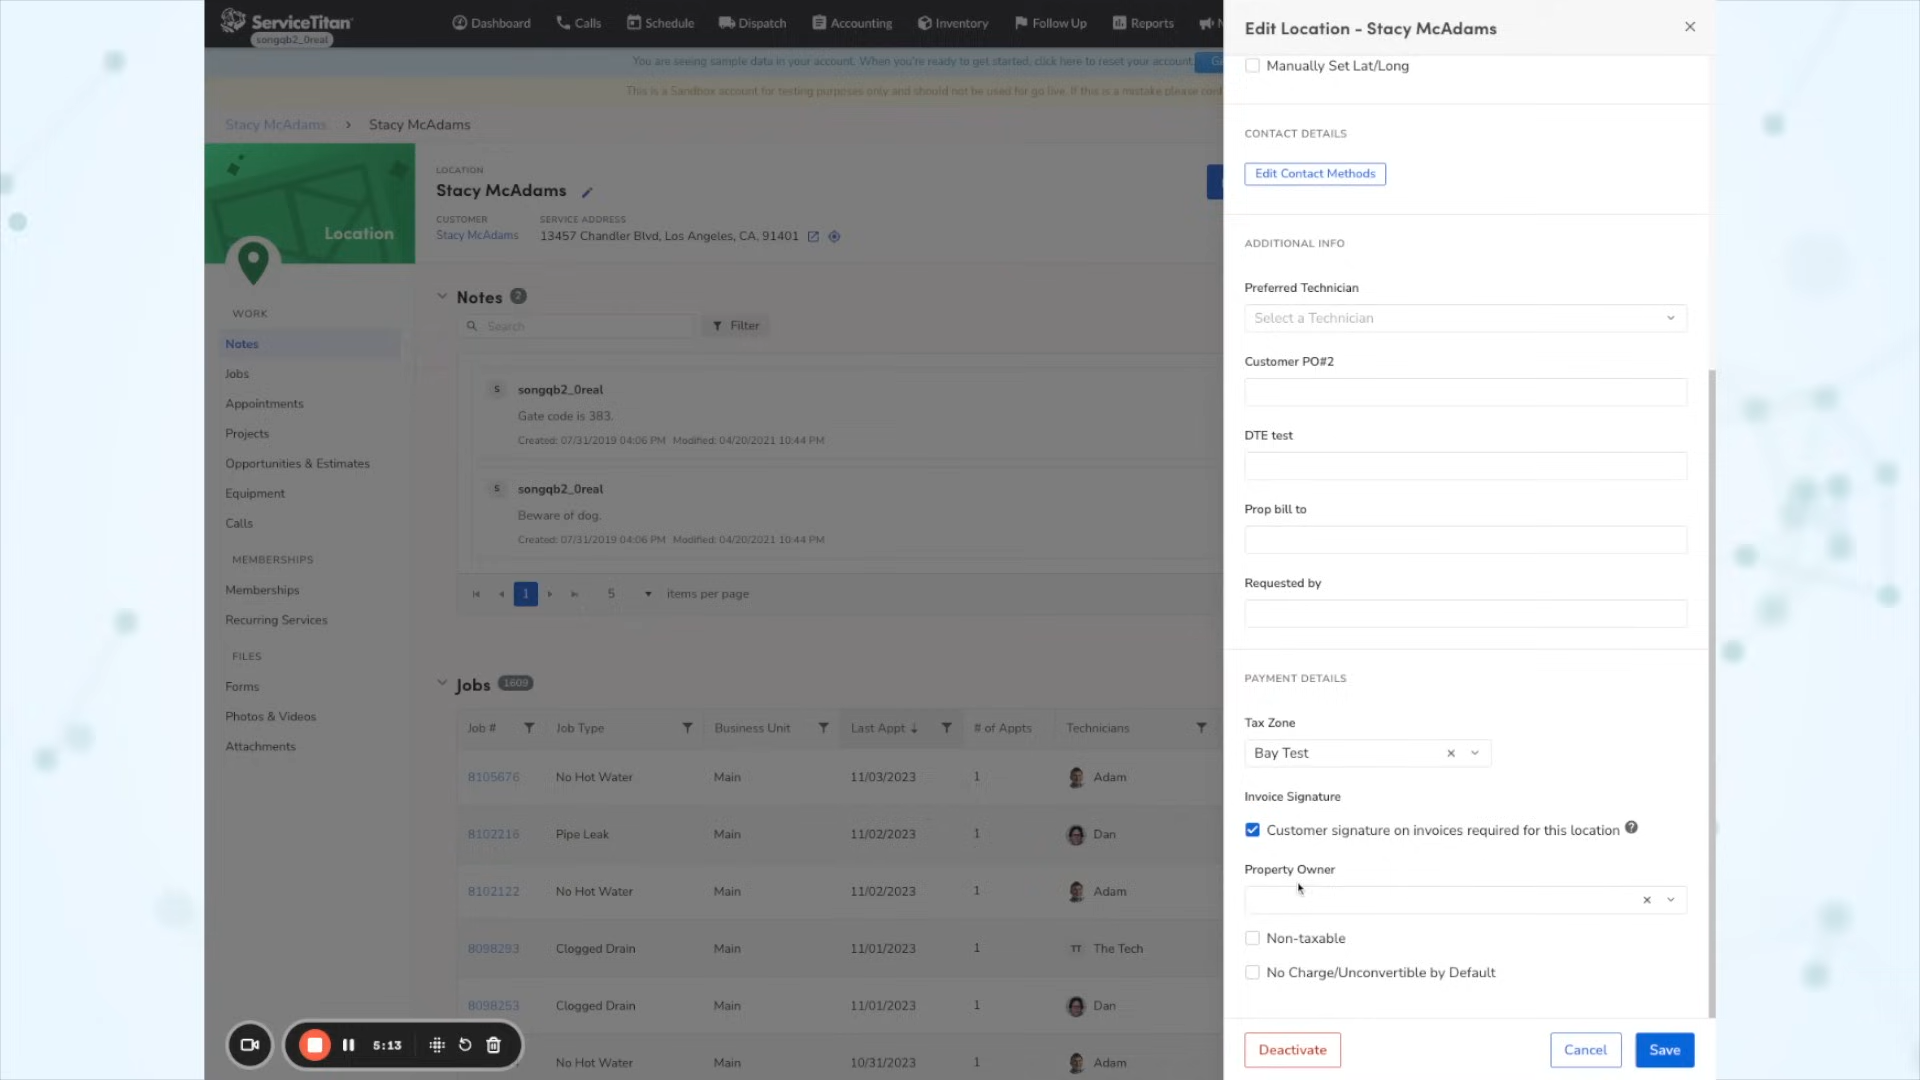 ServiceTitan
songqb2_0real
Dashboard
Calls
Schedule
Dispatch
Accounting
Inventory
Follow Up
Reports
You are seeing sample data in your account. When you're ready to get started, click here to reset your account.
This is a Sandbox account for testing purposes only and should not be used for go live. If this is a mistake please
Stacy McAdams > Stacy McAdams
Location
LOCATION
Stacy McAdams
CUSTOMER
Stacy McAdams
SERVICE ADDRESS
13457 Chandler Blvd, Los Angeles, CA, 91401
WORK
Notes
Jobs
Appointments
Projects
Opportunities & Estimates
Equipment
Calls
MEMBERSHIPS
Memberships
Recurring Services
FILES
Forms
Photos & Videos
Attachments
Notes 2
Search
Filter
S songqb2_0real
Gate code is 383.
Created: 07/31/2019 04:06 PM Modified: 04/20/2021 10:44 PM
S songqb2_0real
Beware of dog.
Created: 07/31/2019 04:06 PM Modified: 04/20/2021 10:44 PM
1 5 items per page
Jobs 1609
Job # Job Type Business Unit Last Appt ↓ # of Appts Technicians
8105676 No Hot Water Main 11/03/2023 1 Adam
8102216 Pipe Leak Main 11/02/2023 1 Dan
8102122 No Hot Water Main 11/02/2023 1 Adam
8098293 Clogged Drain Main 11/01/2023 1 TT The Tech
8098253 Clogged Drain Main 11/01/2023 1 Dan
No Hot Water Main 10/31/2023 1 Adam
5:13
Edit Location - Stacy McAdams
Manually Set Lat/Long
CONTACT DETAILS
Edit Contact Methods
ADDITIONAL INFO
Preferred Technician
Select a Technician
Customer PO#2
DTE test
Prop bill to
Requested by
PAYMENT DETAILS
Tax Zone
Bay Test
Invoice Signature
Customer signature on invoices required for this location
Property Owner
Non-taxable
No Charge/Unconvertible by Default
Deactivate
Cancel
Save